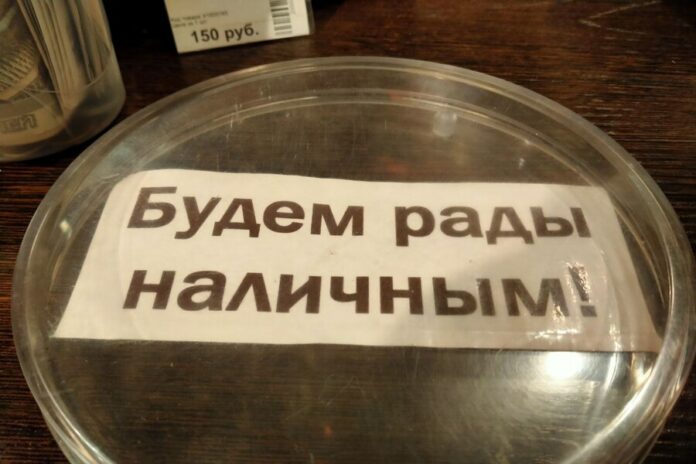 150 руб.
Будем рады
наличным!